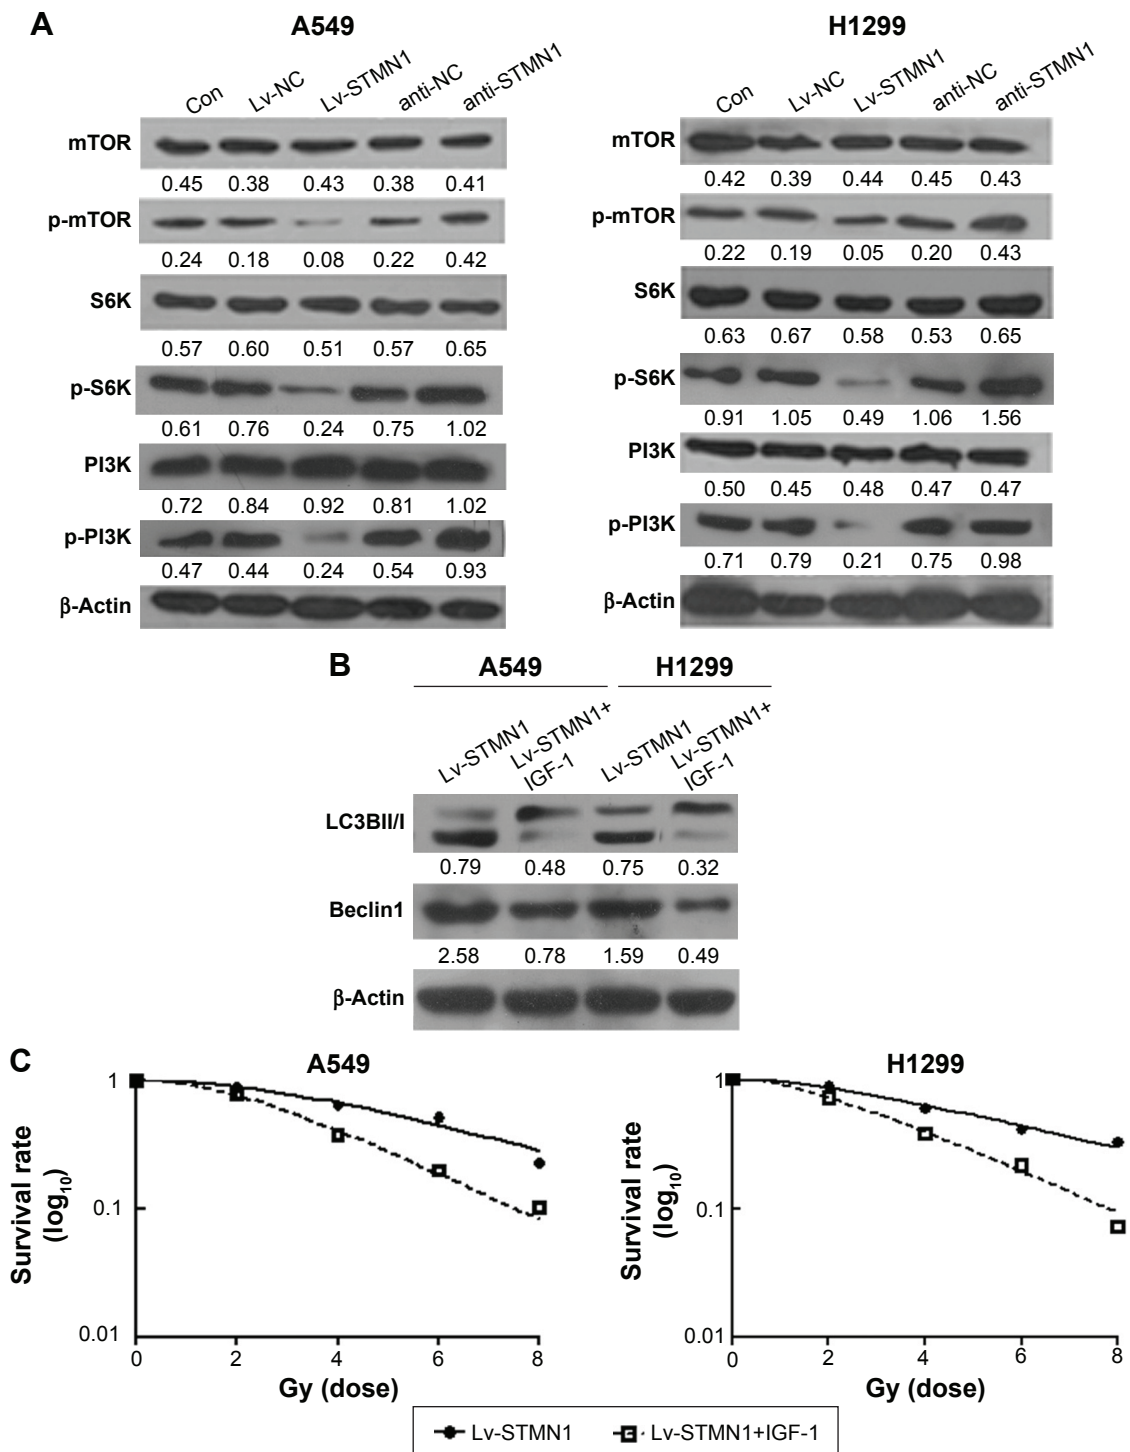 A
A549
H1299
Con Lv-NC Lv-STMN1 anti-NC anti-STMN1
Con Lv-NC Lv-STMN1 anti-NC anti-STMN1
mTOR
0.45 0.38 0.43 0.38 0.41
p-mTOR
0.24 0.18 0.08 0.22 0.42
S6K
0.57 0.60 0.51 0.57 0.65
p-S6K
0.61 0.76 0.24 0.75 1.02
PI3K
0.72 0.84 0.92 0.81 1.02
p-PI3K
0.47 0.44 0.24 0.54 0.93
β-Actin
mTOR
0.42 0.39 0.44 0.45 0.43
p-mTOR
0.22 0.19 0.05 0.20 0.43
S6K
0.63 0.67 0.58 0.53 0.65
p-S6K
0.91 1.05 0.49 1.06 1.56
PI3K
0.50 0.45 0.48 0.47 0.47
p-PI3K
0.71 0.79 0.21 0.75 0.98
β-Actin
B
A549 H1299
Lv-STMN1
Lv-STMN1+
IGF-1
Lv-STMN1
Lv-STMN1+
IGF-1
LC3BII/I
0.79 0.48 0.75 0.32
Beclin1
2.58 0.78 1.59 0.49
β-Actin
C
A549
Survival rate
(log10)
1
0.1
0.01
0 2 4 6 8
Gy (dose)
H1299
Survival rate
(log10)
1
0.1
0.01
0 2 4 6 8
Gy (dose)
Lv-STMN1 Lv-STMN1+IGF-1